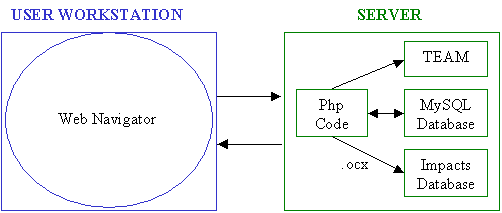 USER WORKSTATION
SERVER
Web Navigator
Php
Code
TEAM
MySQL
Database
.ocx
Impacts
Database